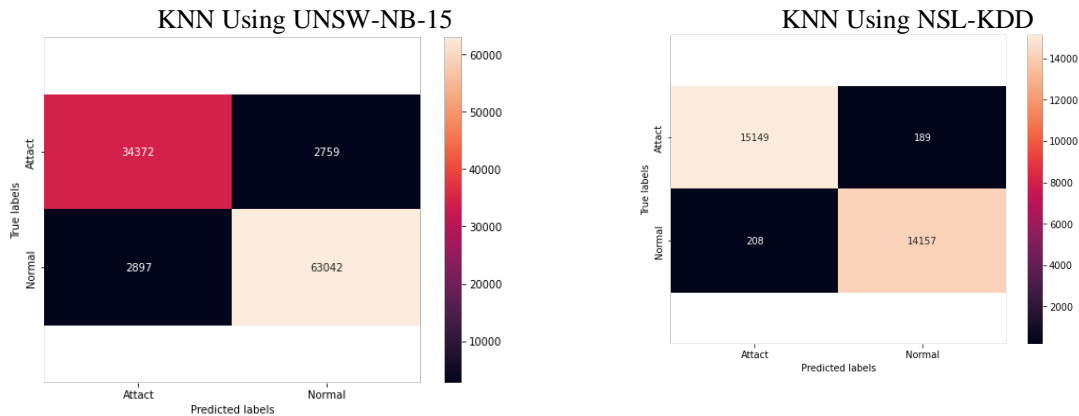 KNN Using UNSW-NB-15
60000
50000
40000
30000
20000
10000
True labels
Attact
Normal
34372 2759
2897 63042
Attact Normal
Predicted labels
KNN Using NSL-KDD
14000
12000
10000
8000
6000
4000
2000
True labels
Attact
Normal
15149 189
208 14157
Attact Normal
Predicted labels